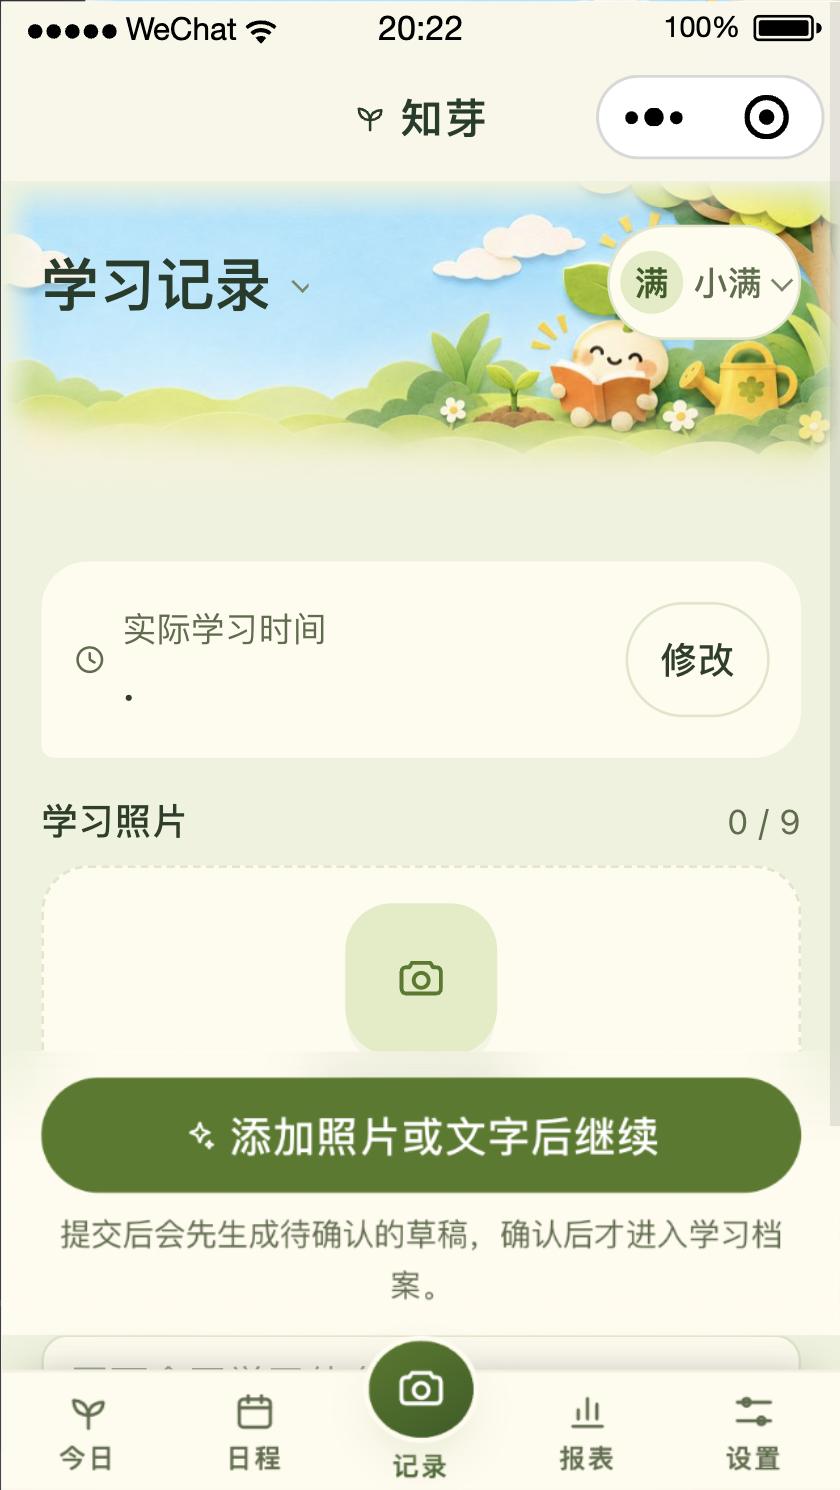 WeChat 20:22 100%
知芽
学习记录
满 小满
实际学习时间
·
修改
学习照片 0 / 9
添加照片或文字后继续
提交后会先生成待确认的草稿，确认后才进入学习档
案。
今日 日程 记录 报表 设置